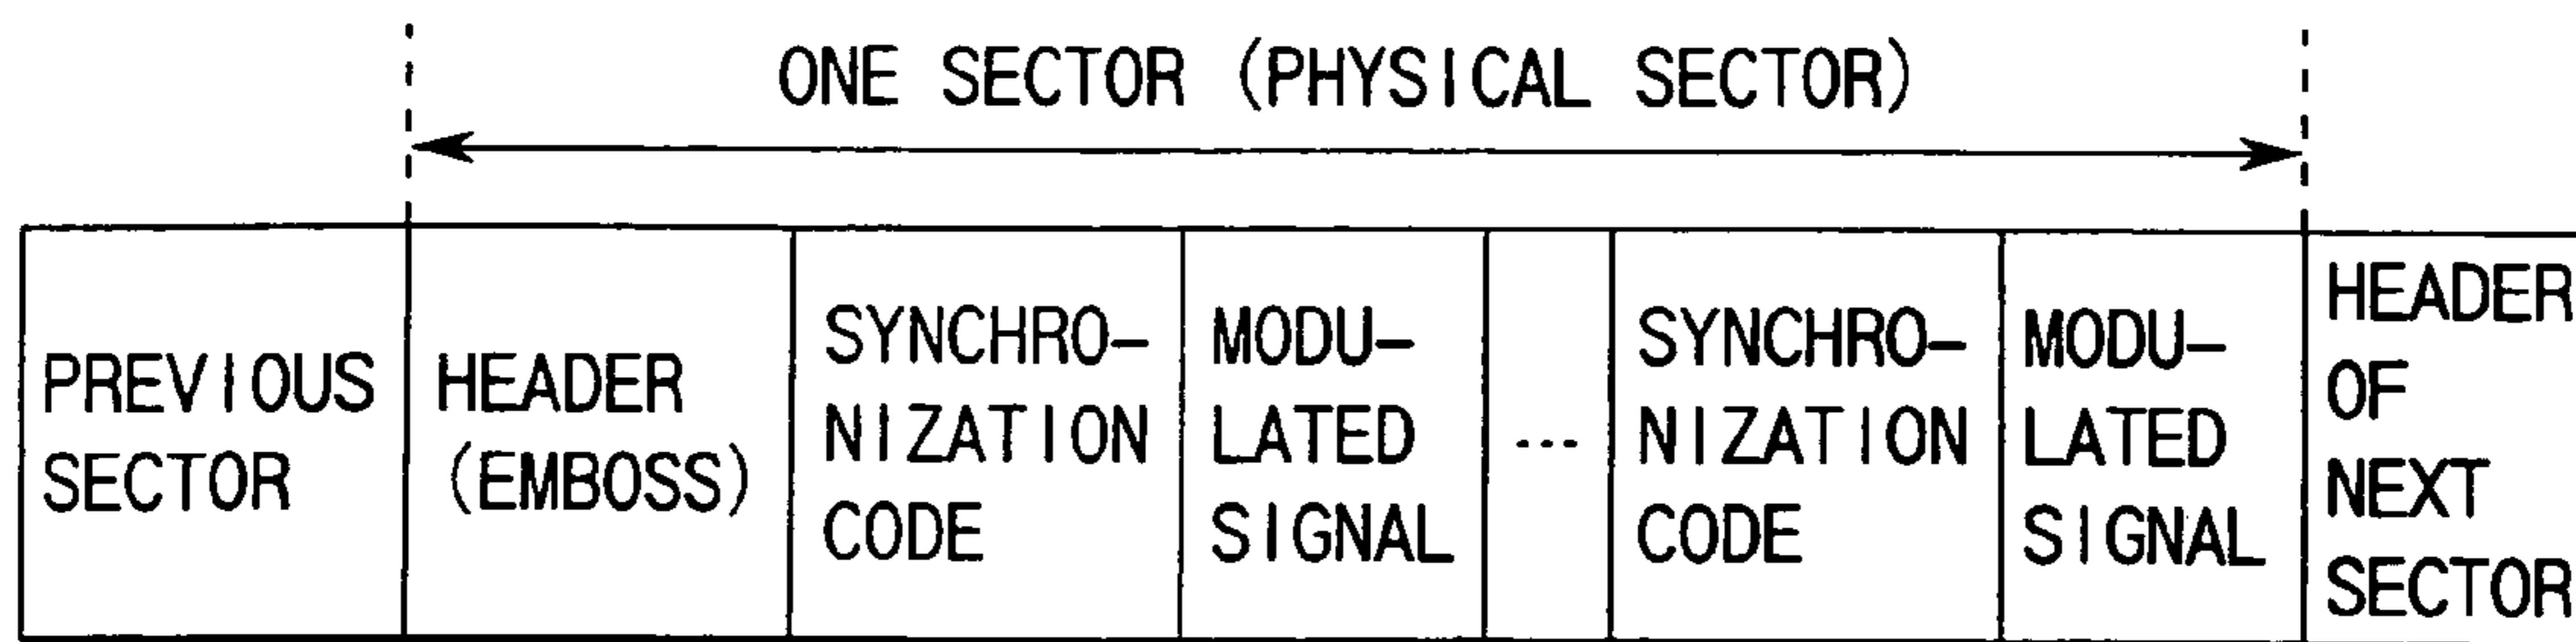 ONE SECTOR (PHYSICAL SECTOR)
PREVIOUS
SECTOR
HEADER
(EMBOSS)
SYNCHRO-
NIZATION
CODE
MODU-
LATED
SIGNAL
...
SYNCHRO-
NIZATION
CODE
MODU-
LATED
SIGNAL
HEADER
OF
NEXT
SECTOR